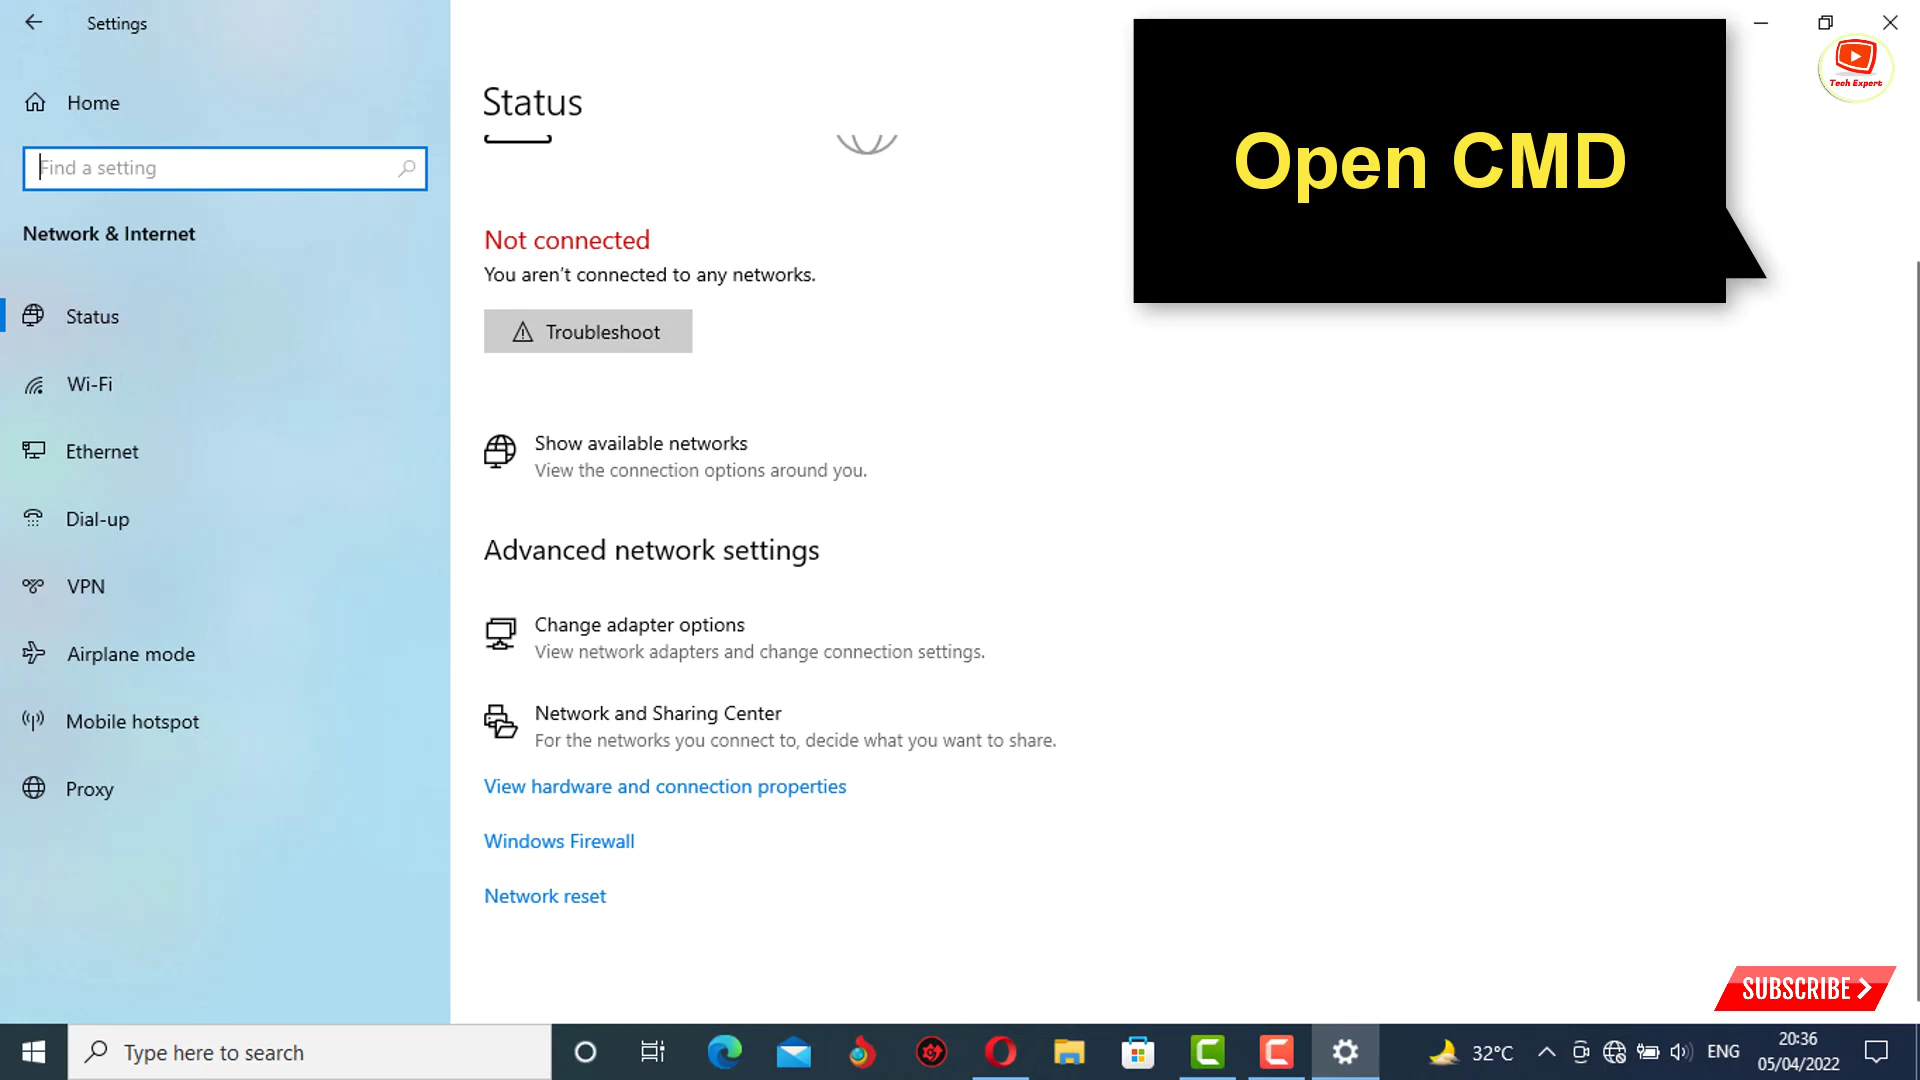 Settings
Home
Find a setting
Network & Internet
Status
Wi-Fi
Ethernet
Dial-up
VPN
Airplane mode
Mobile hotspot
Proxy
Status
Not connected
You aren't connected to any networks.
Troubleshoot
Show available networks
View the connection options around you.
Advanced network settings
Change adapter options
View network adapters and change connection settings.
Network and Sharing Center
For the networks you connect to, decide what you want to share.
View hardware and connection properties
Windows Firewall
Network reset
Open CMD
Tech Expert
SUBSCRIBE
Type here to search
32°C
ENG
20:36
05/04/2022